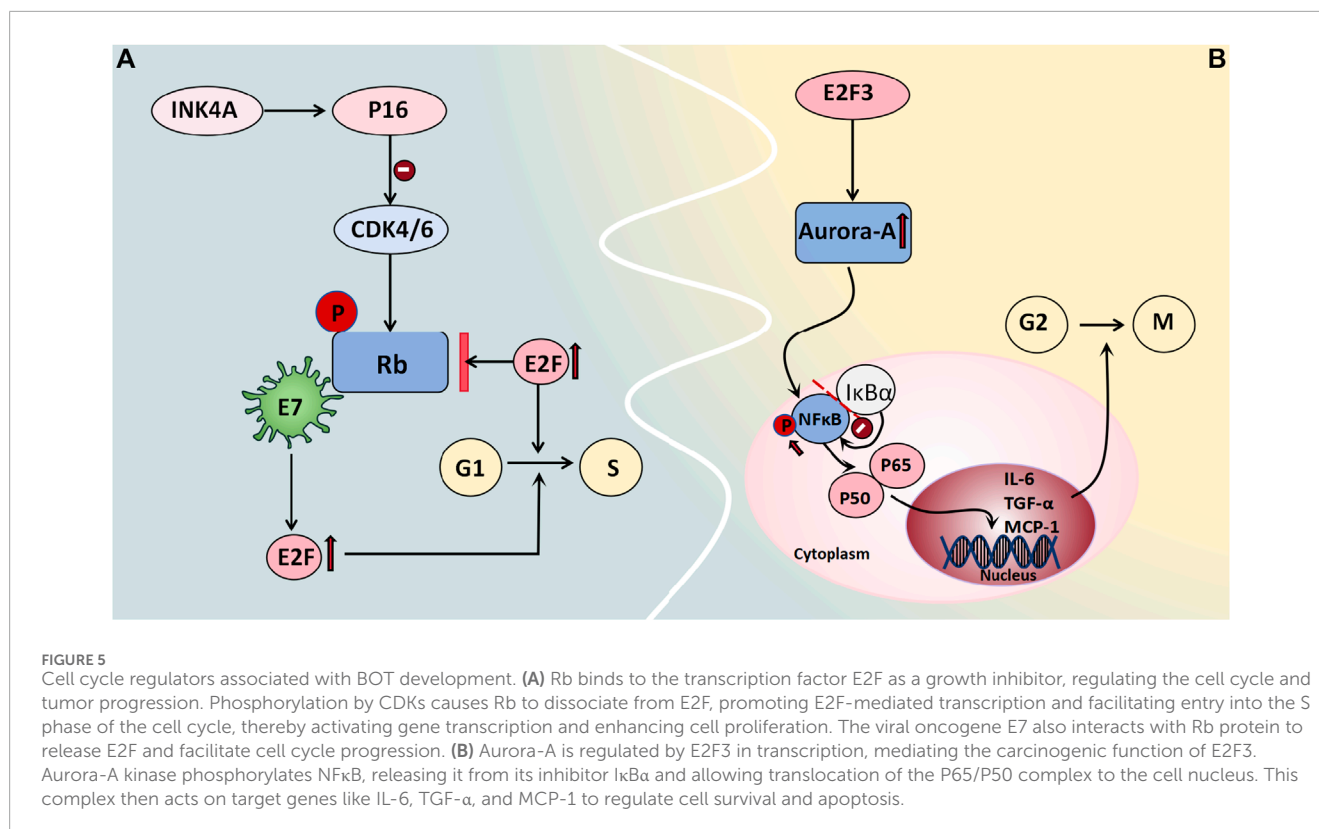 A
B
INK4A
P16
CDK4/6
P
Rb
E2F
E7
G1
S
E2F
E2F3
Aurora-A
G2
M
IκBα
NFκB
P
P65
P50
IL-6
TGF-α
MCP-1
Cytoplasm
Nucleus
FIGURE 5
Cell cycle regulators associated with BOT development. (A) Rb binds to the transcription factor E2F as a growth inhibitor, regulating the cell cycle and
tumor progression. Phosphorylation by CDKs causes Rb to dissociate from E2F, promoting E2F-mediated transcription and facilitating entry into the S
phase of the cell cycle, thereby activating gene transcription and enhancing cell proliferation. The viral oncogene E7 also interacts with Rb protein to
release E2F and facilitate cell cycle progression. (B) Aurora-A is regulated by E2F3 in transcription, mediating the carcinogenic function of E2F3.
Aurora-A kinase phosphorylates NFκB, releasing it from its inhibitor IκBα and allowing translocation of the P65/P50 complex to the cell nucleus. This
complex then acts on target genes like IL-6, TGF-α, and MCP-1 to regulate cell survival and apoptosis.